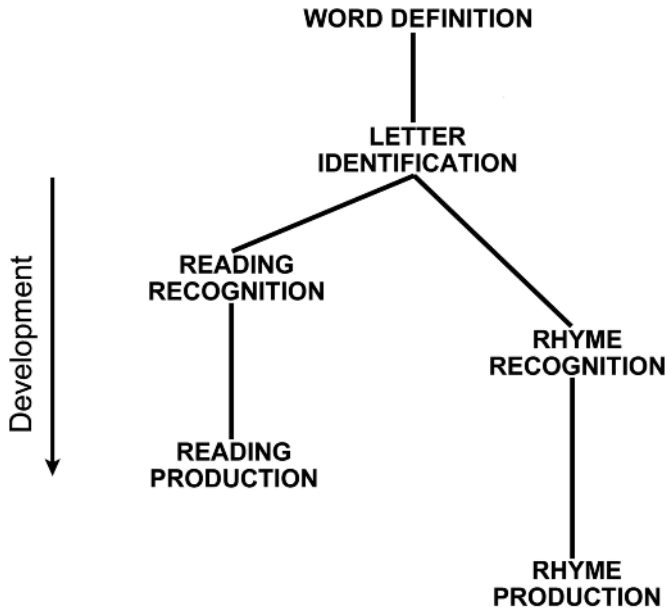 WORD DEFINITION
LETTER
IDENTIFICATION
Development
READING
RECOGNITION
RHYME
RECOGNITION
READING
PRODUCTION
RHYME
PRODUCTION